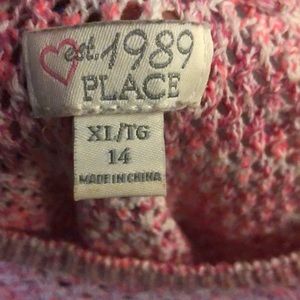 est. 1989
PLACE
XL/TG
14
MADE IN CHINA